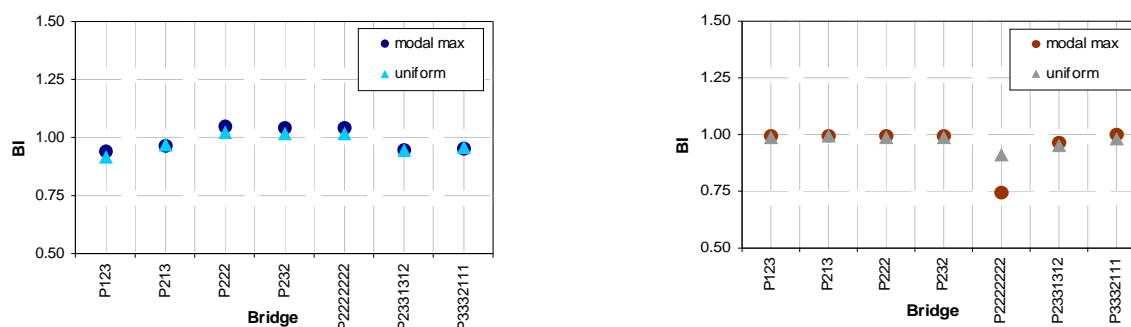 1.50
1.25
1.00
0.75
0.50
BI
modal max
uniform
P123
P213
P222
P232
P2222222
P2331312
P3332111
Bridge
1.50
1.25
1.00
0.75
0.50
BI
modal max
uniform
P123
P213
P222
P232
P2222222
P2331312
P3332111
Bridge